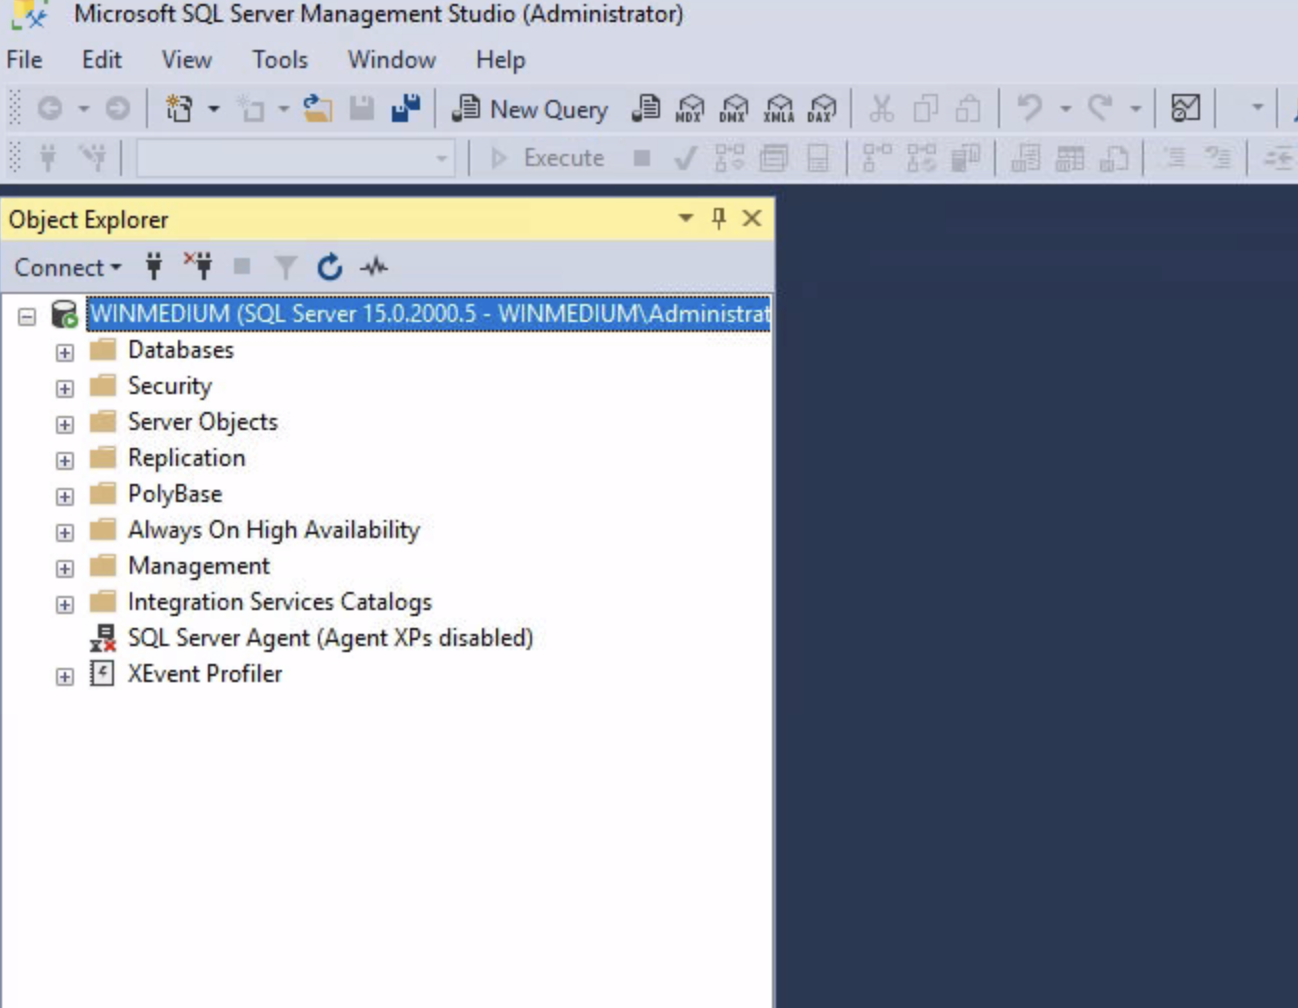 Microsoft SQL Server Management Studio (Administrator)
File Edit View Tools Window Help
New Query MDX DMX XMLA DAX
Execute
Object Explorer
Connect
WINMEDIUM (SQL Server 15.0.2000.5 - WINMEDIUM\Administrat
Databases
Security
Server Objects
Replication
PolyBase
Always On High Availability
Management
Integration Services Catalogs
SQL Server Agent (Agent XPs disabled)
XEvent Profiler